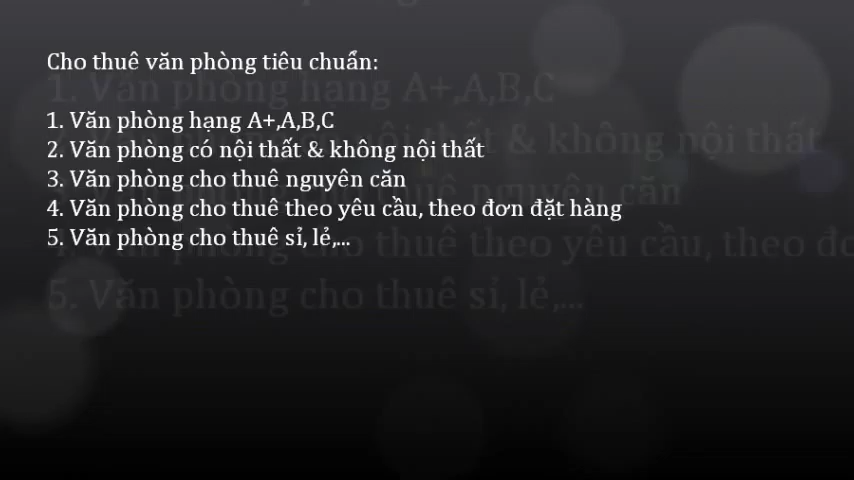 Cho thuê văn phòng tiêu chuẩn:
1. Văn phòng hạng A+,A,B,C
2. Văn phòng có nội thất & không nội thất
3. Văn phòng cho thuê nguyên căn
4. Văn phòng cho thuê theo yêu cầu, theo đơn đặt hàng
5. Văn phòng cho thuê sỉ, lẻ,...